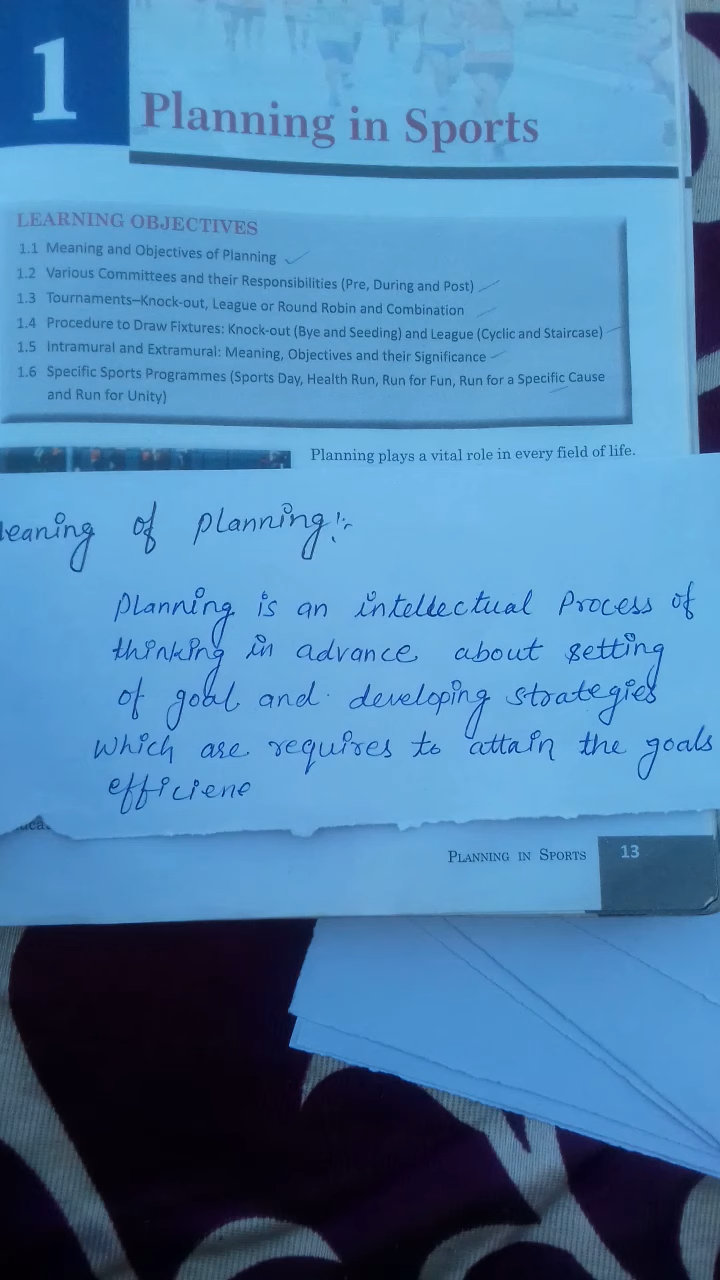 1
Planning in Sports
LEARNING OBJECTIVES
1.1 Meaning and Objectives of Planning
1.2 Various Committees and their Responsibilities (Pre, During and Post)
1.3 Tournaments–Knock-out, League or Round Robin and Combination
1.4 Procedure to Draw Fixtures: Knock-out (Bye and Seeding) and League (Cyclic and Staircase)
1.5 Intramural and Extramural: Meaning, Objectives and their Significance
1.6 Specific Sports Programmes (Sports Day, Health Run, Run for Fun, Run for a Specific Cause
and Run for Unity)
Planning plays a vital role in every field of life.
eaning of planning:-
Planning is an intellectual Process of
thinking in advance about setting
of goal and developing strategies
which are requires to attain the goals
efficiene
PLANNING IN SPORTS 13